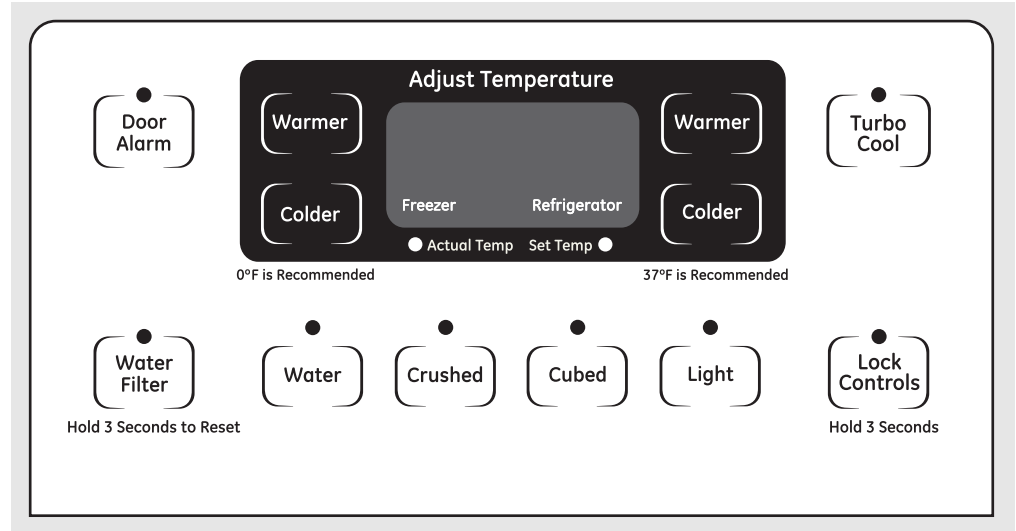 Adjust Temperature
Door
Alarm
Warmer
Warmer
Turbo
Cool
Colder
Freezer
Refrigerator
Colder
Actual Temp
Set Temp
0°F is Recommended
37°F is Recommended
Water
Filter
Water
Crushed
Cubed
Light
Lock
Controls
Hold 3 Seconds to Reset
Hold 3 Seconds